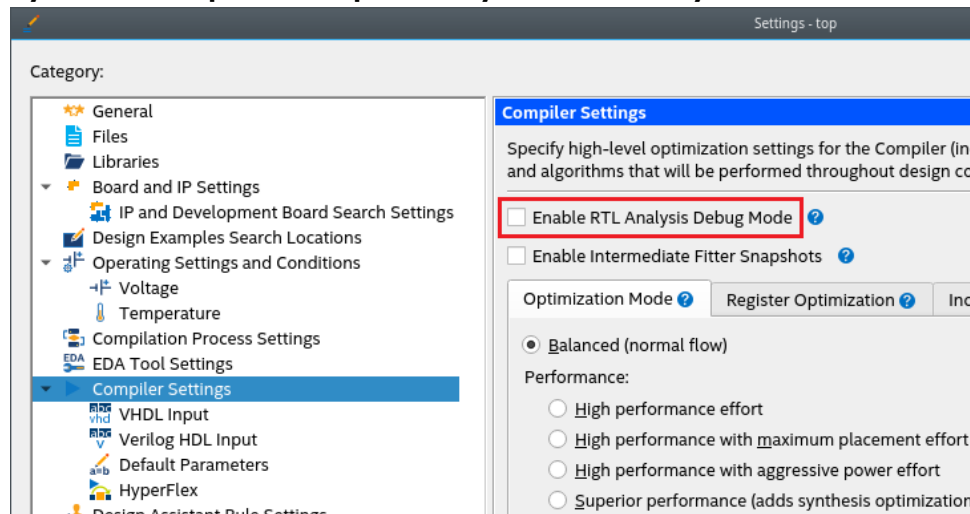 Settings - top
Category:
General
Files
Libraries
Board and IP Settings
IP and Development Board Search Settings
Design Examples Search Locations
Operating Settings and Conditions
Voltage
Temperature
Compilation Process Settings
EDA Tool Settings
Compiler Settings
VHDL Input
Verilog HDL Input
Default Parameters
HyperFlex
Design Assistant Rule Settings
Compiler Settings
Specify high-level optimization settings for the Compiler (in
and algorithms that will be performed throughout design co
Enable RTL Analysis Debug Mode
Enable Intermediate Fitter Snapshots
Optimization Mode Register Optimization Inc
Balanced (normal flow)
Performance:
High performance effort
High performance with maximum placement effort
High performance with aggressive power effort
Superior performance (adds synthesis optimization